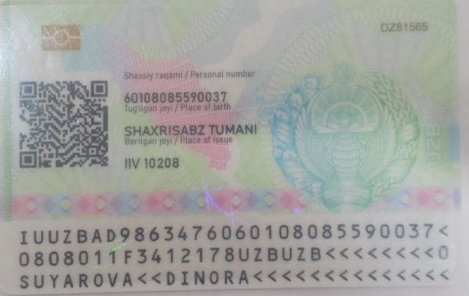 DZ81565
Shaxsiy raqami / Personal number
60108085590037
Tug'ilgan joyi / Place of birth
SHAXRISABZ TUMANI
Berilgan joyi / Place of issue
IIV 10208
UZB
IUUZBAD98634760601080855590037<
0808011F3412178UZBUZB<<<<<<<<0
SUYAROVA<<DINORA<<<<<<<<<<<<<<